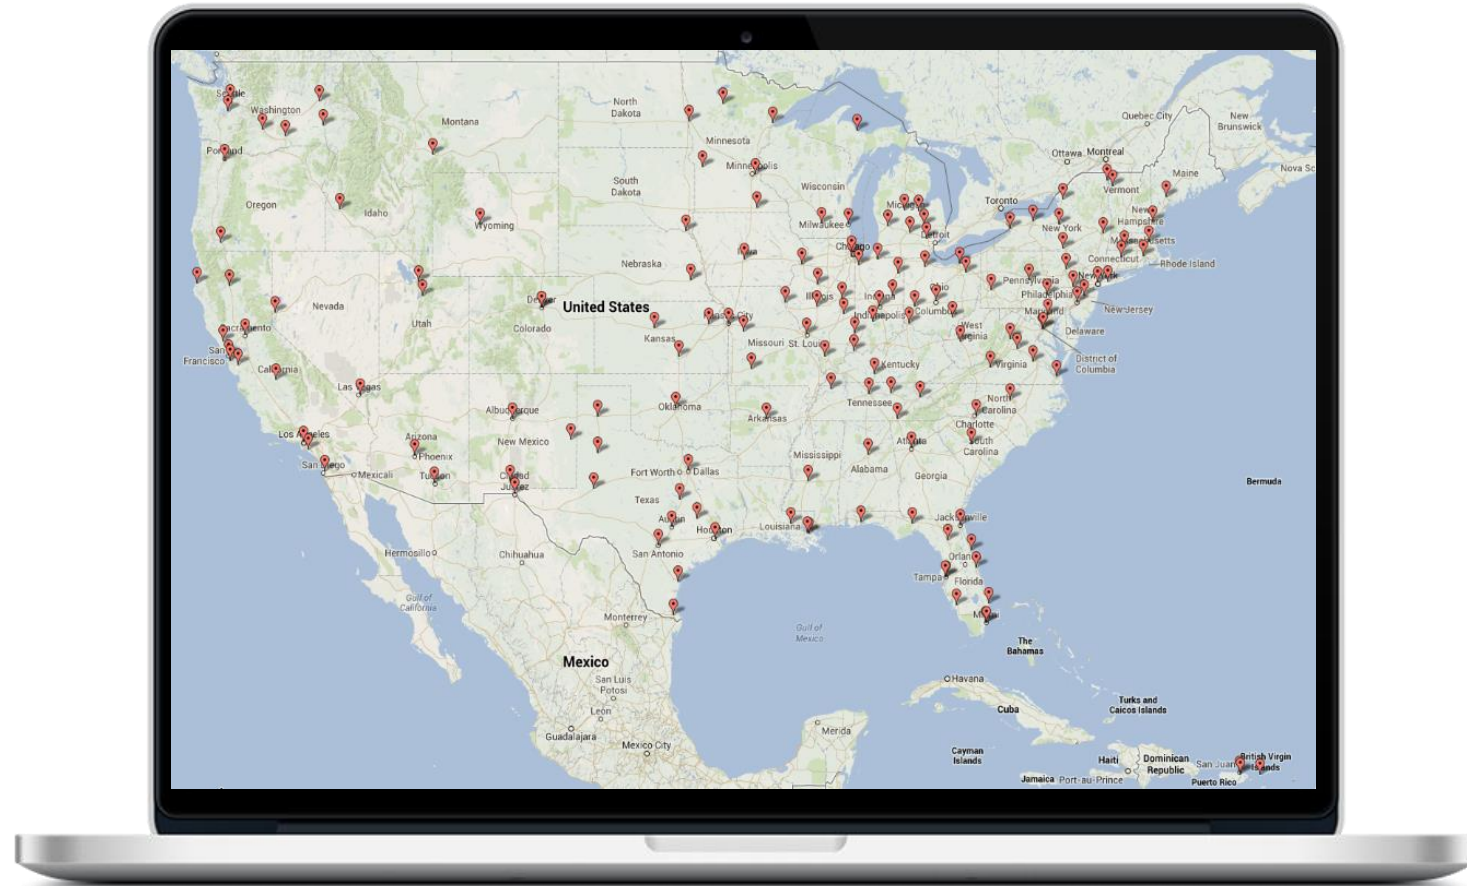 Seattle
Washington
Montana
North
Dakota
Minnesota
Quebec City
New
Brunswick
Portland
Ottawa
Montreal
Nova Sc
Minneapolis
Wisconsin
South
Dakota
Maine
Vermont
Oregon
Idaho
Wyoming
Toronto
Michigan
New
Hampshire
Milwaukee
Detroit
New York
Massachusetts
Iowa
Chicago
Connecticut
Rhode Island
Nebraska
Pennsylvania
New York
Nevada
Denver
United States
Illinois
Indiana
Ohio
Philadelphia
New Jersey
Utah
Colorado
Kansas City
Indianapolis
Columbus
Maryland
Sacramento
Kansas
Missouri
St. Louis
West
Virginia
Delaware
San
Francisco
California
Kentucky
Virginia
District of
Columbia
Las Vegas
Albuquerque
Oklahoma
Arkansas
Tennessee
North
Carolina
Charlotte
Los Angeles
Arizona
Phoenix
New Mexico
Atlanta
South
Carolina
San Diego
Mexicali
Tucson
Ciudad
Juárez
Fort Worth
Dallas
Mississippi
Alabama
Georgia
Bermuda
Texas
Austin
Houston
Louisiana
Jacksonville
Hermosillo
Chihuahua
San Antonio
Orlando
Tampa
Florida
Gulf of
California
Monterrey
Gulf of
Mexico
Miami
The
Bahamas
Mexico
San Luis
Potosi
Havana
Cuba
Turks and
Caicos Islands
León
Guadalajara
Mexico City
Merida
Cayman
Islands
Haiti
Dominican
Republic
San Juan
British Virgin
Islands
Jamaica
Port-au-Prince
Puerto Rico